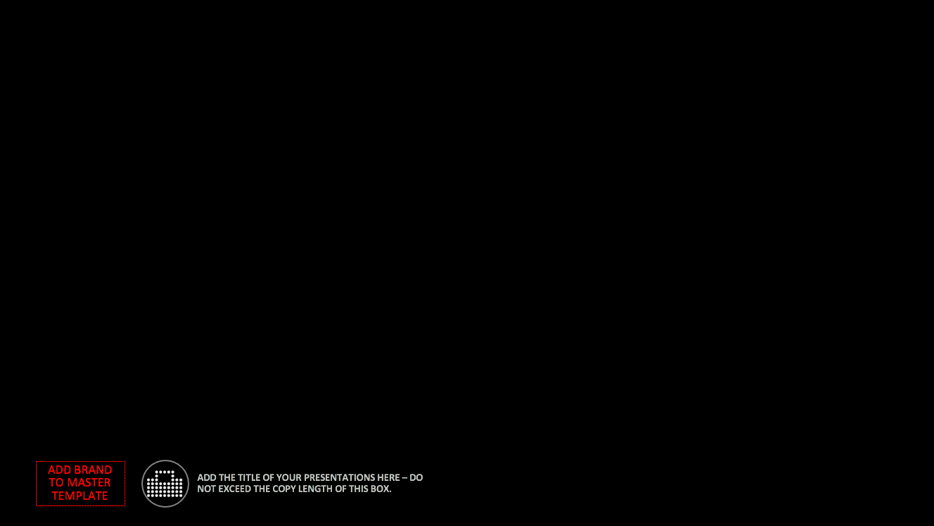 ADD BRAND
TO MASTER
TEMPLATE
ADD THE TITLE OF YOUR PRESENTATIONS HERE – DO
NOT EXCEED THE COPY LENGTH OF THIS BOX.